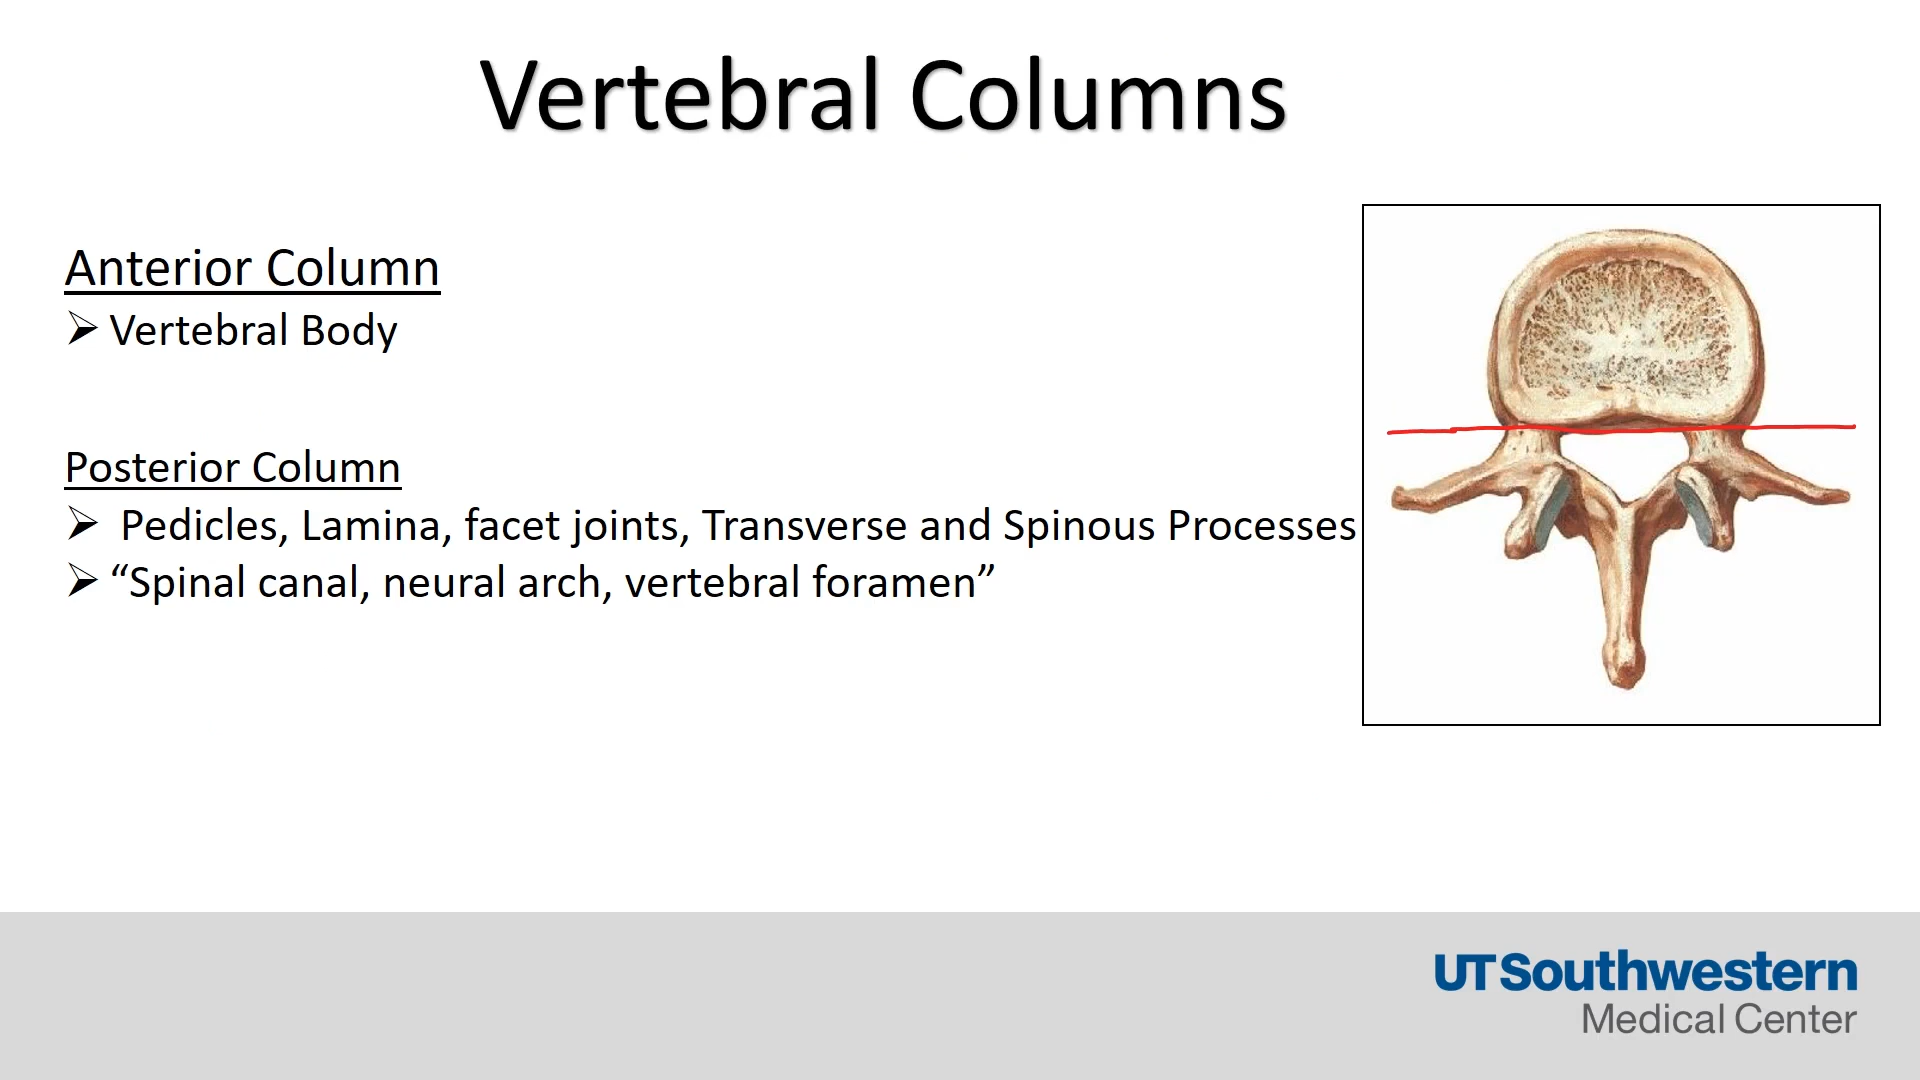 Vertebral Columns
Anterior Column
➢ Vertebral Body
Posterior Column
➢ Pedicles, Lamina, facet joints, Transverse and Spinous Processes
➢ “Spinal canal, neural arch, vertebral foramen”
UTSouthwestern
Medical Center